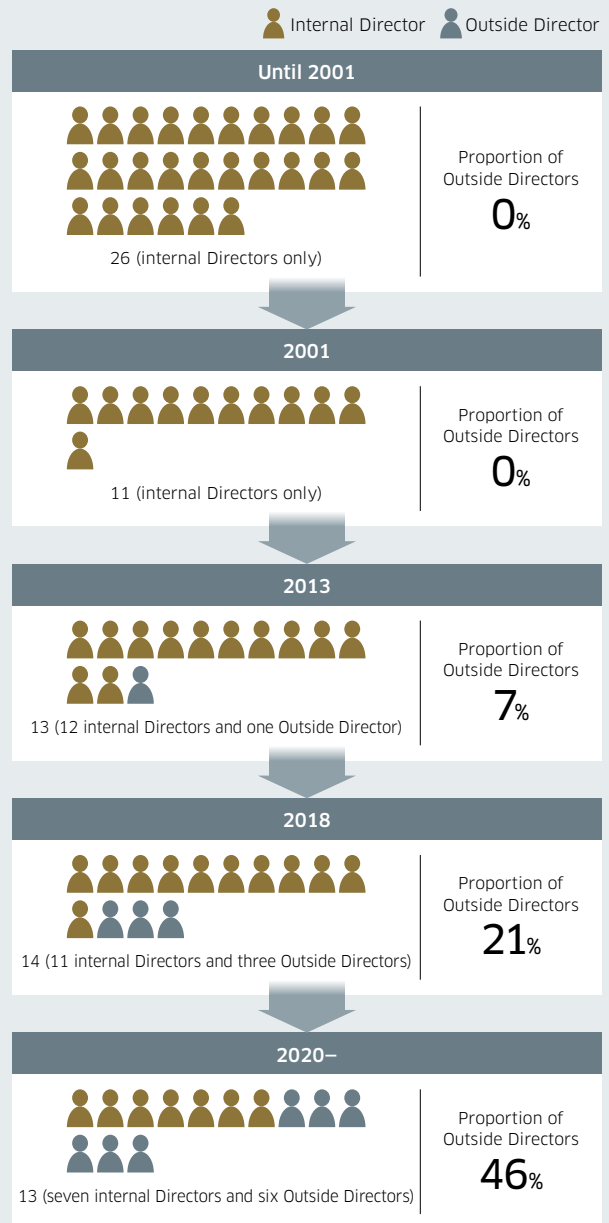 Internal Director Outside Director
Until 2001
26 (internal Directors only)
Proportion of
Outside Directors
0%
2001
11 (internal Directors only)
Proportion of
Outside Directors
0%
2013
13 (12 internal Directors and one Outside Director)
Proportion of
Outside Directors
7%
2018
14 (11 internal Directors and three Outside Directors)
Proportion of
Outside Directors
21%
2020–
13 (seven internal Directors and six Outside Directors)
Proportion of
Outside Directors
46%